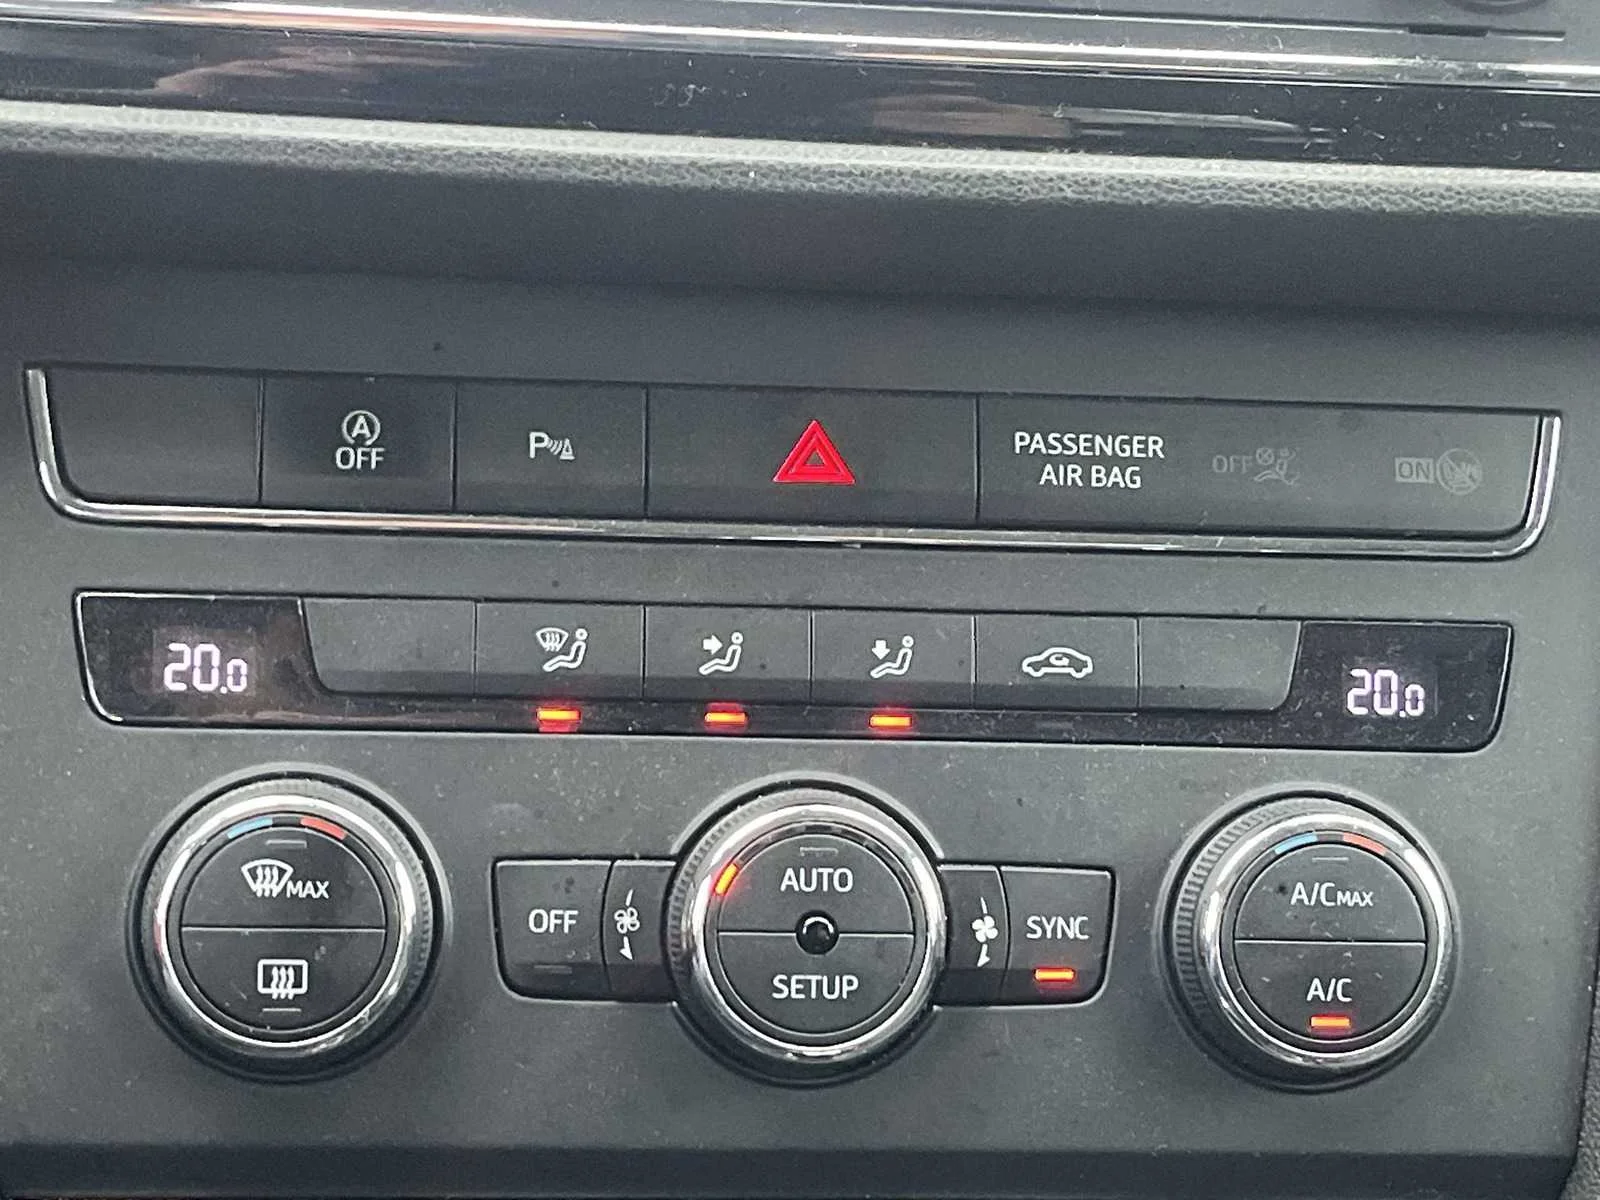 A
OFF
P
PASSENGER
AIR BAG
OFF
ON
20.0
20.0
MAX
OFF
AUTO
SETUP
SYNC
A/CMAX
A/C